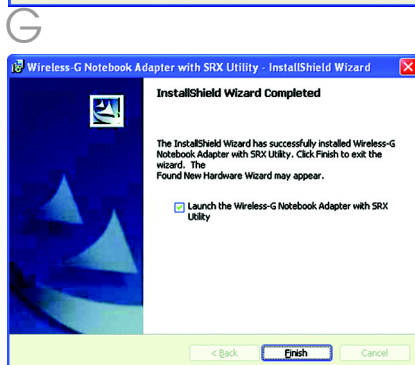 G
Wireless-G Notebook Adapter with SRX Utility - InstallShield Wizard
InstallShield Wizard Completed
The InstallShield Wizard has successfully installed Wireless-G
Notebook Adapter with SRX Utility. Click Finish to exit the
wizard. The
Found New Hardware Wizard may appear.
Launch the Wireless-G Notebook Adapter with SRX
Utility
< Back
Finish
Cancel